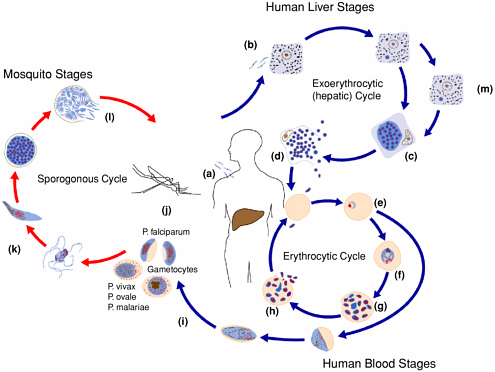 Human Liver Stages
(b)
Mosquito Stages
Exoerythrocytic
(hepatic) Cycle
(m)
(l)
(d)
(c)
Sporogonous Cycle
(a)
(j)
(e)
P. falciparum
Erythrocytic Cycle
(k)
(f)
Gametocytes
P. vivax
P. ovale
P. malariae
(h)
(g)
(i)
Human Blood Stages